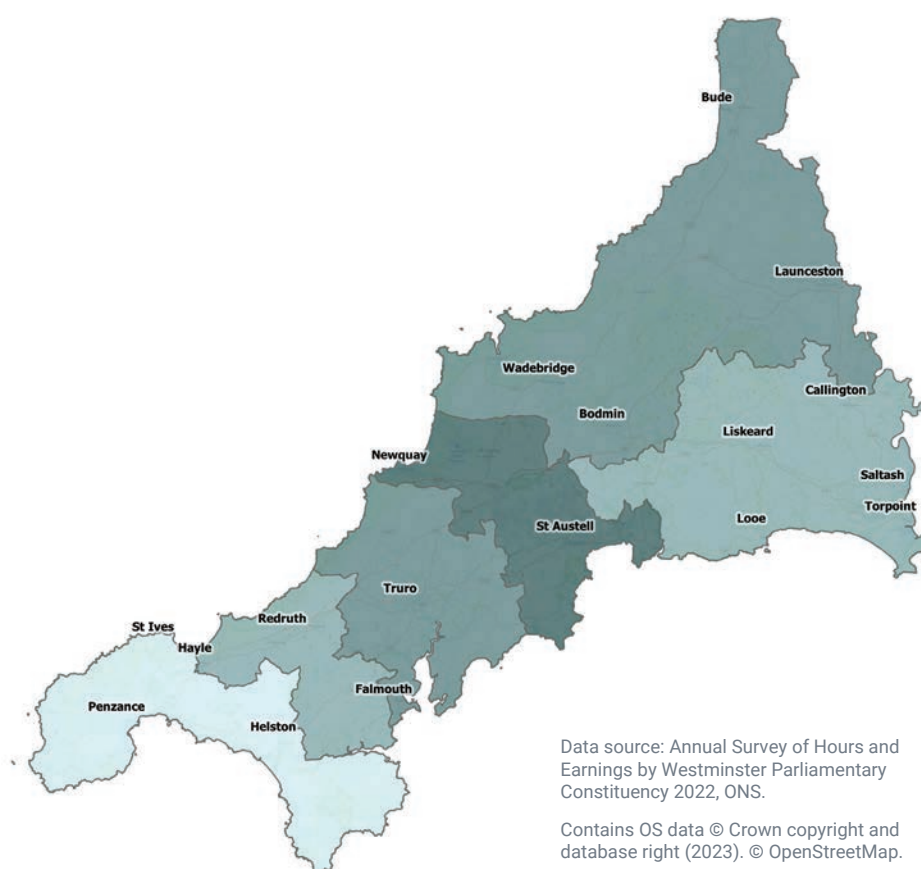 Bude
Launceston
Wadebridge
Callington
Bodmin
Liskeard
Newquay
Saltash
Torpoint
Looe
St Austell
Truro
Redruth
St Ives
Hayle
Falmouth
Penzance
Helston
Data source: Annual Survey of Hours and
Earnings by Westminster Parliamentary
Constituency 2022, ONS.
Contains OS data © Crown copyright and
database right (2023). © OpenStreetMap.